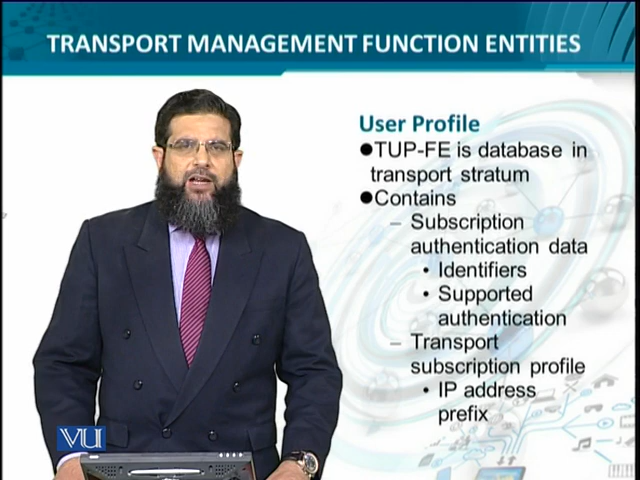 TRANSPORT MANAGEMENT FUNCTION ENTITIES
User Profile
●TUP-FE is database in
transport stratum
●Contains
– Subscription
authentication data
• Identifiers
• Supported
authentication
– Transport
subscription profile
• IP address
prefix
VU